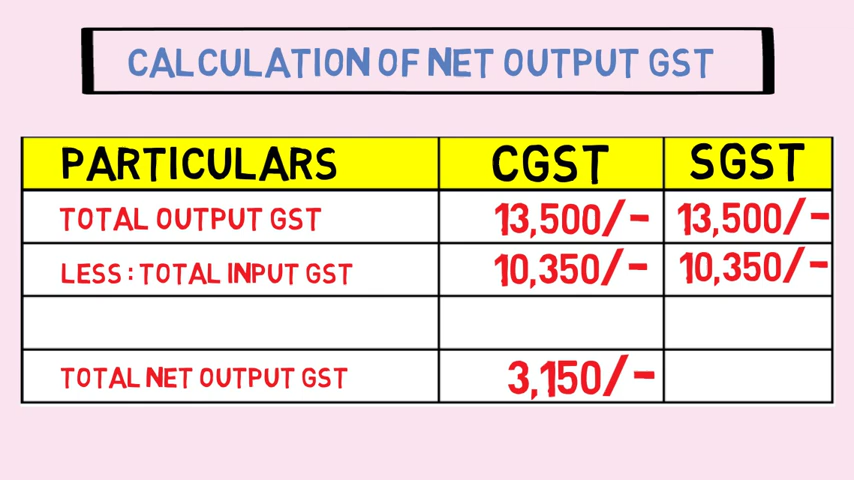 CALCULATION OF NET OUTPUT GST
PARTICULARS CGST SGST
TOTAL OUTPUT GST 13,500/- 13,500/-
LESS : TOTAL INPUT GST 10,350/- 10,350/-
TOTAL NET OUTPUT GST 3,150/-